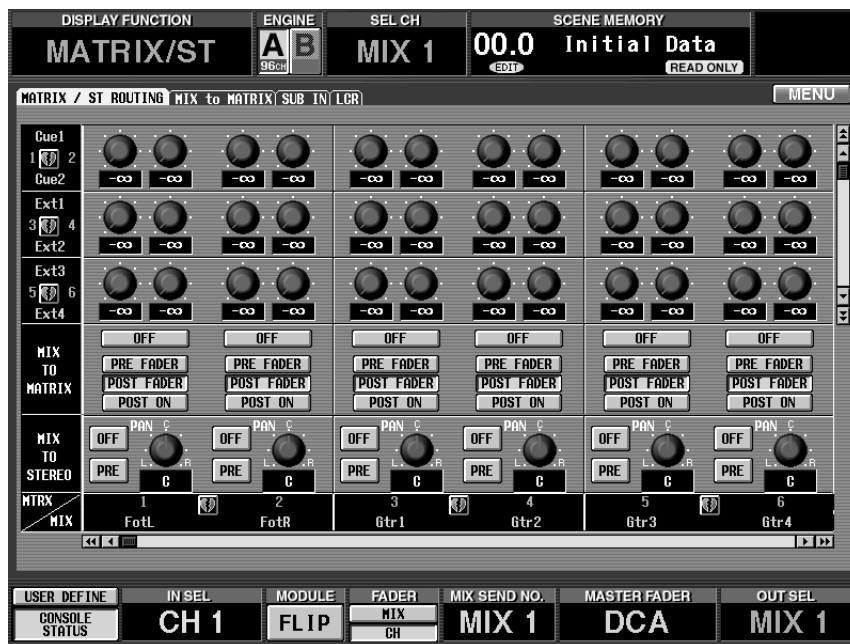 DISPLAY FUNCTION ENGINE SEL CH SCENE MEMORY
MATRIX/ST A B MIX 1 00.0 Initial Data
96CH EDIT READ ONLY
MATRIX / ST ROUTING MIX to MATRIX SUB IN LCR MENU
Cue1
1 2
Cue2 -∞ -∞ -∞ -∞ -∞ -∞ -∞ -∞ -∞ -∞ -∞ -∞
Ext1
3 4
Ext2 -∞ -∞ -∞ -∞ -∞ -∞ -∞ -∞ -∞ -∞ -∞ -∞
Ext3
5 6
Ext4 -∞ -∞ -∞ -∞ -∞ -∞ -∞ -∞ -∞ -∞ -∞ -∞
MIX TO MATRIX
OFF OFF OFF OFF OFF OFF
PRE FADER PRE FADER PRE FADER PRE FADER PRE FADER PRE FADER
POST FADER POST FADER POST FADER POST FADER POST FADER POST FADER
POST ON POST ON POST ON POST ON POST ON POST ON
MIX TO STEREO
OFF PAN C OFF PAN C OFF PAN C OFF PAN C OFF PAN C OFF PAN C
PRE L R PRE L R PRE L R PRE L R PRE L R PRE L R
C C C C C C
MTRX 1 2 3 4 5 6
MIX FotL FotR Gtr1 Gtr2 Gtr3 Gtr4
USER DEFINE IN SEL MODULE FADER MIX SEND NO. MASTER FADER OUT SEL
CONSOLE STATUS CH 1 FLIP MIX CH MIX 1 DCA MIX 1